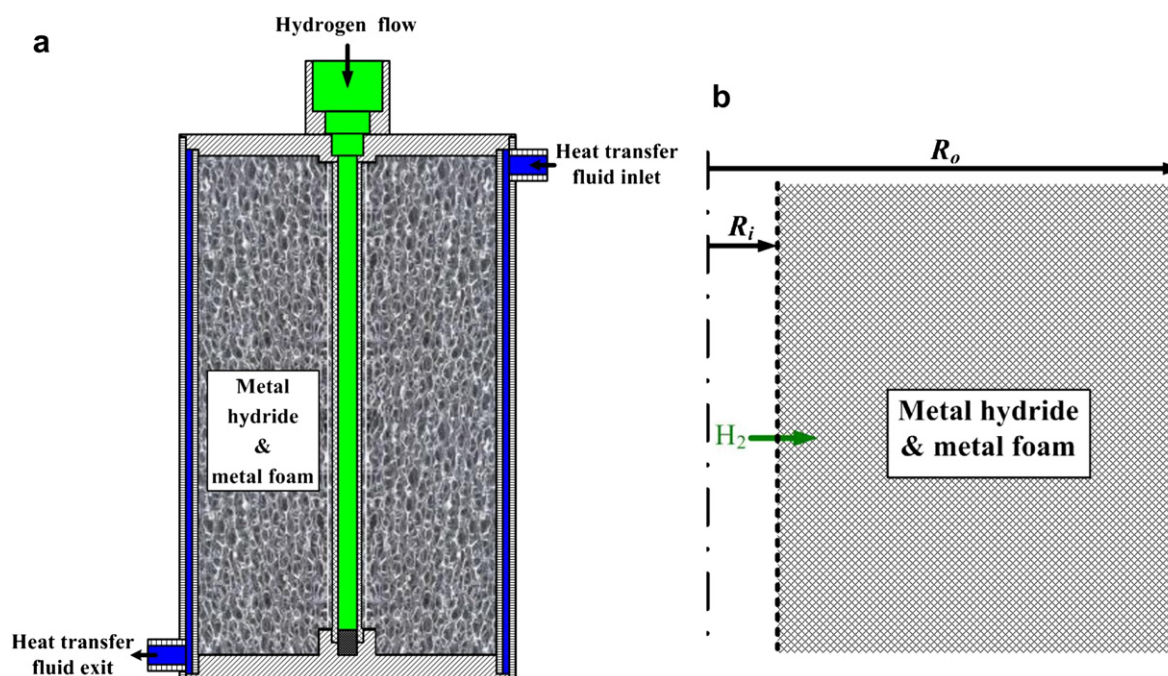 a
Hydrogen flow
Heat transfer
fluid inlet
Metal
hydride
&
metal foam
Heat transfer
fluid exit
b
Rₒ
Rᵢ
H₂
Metal hydride
& metal foam